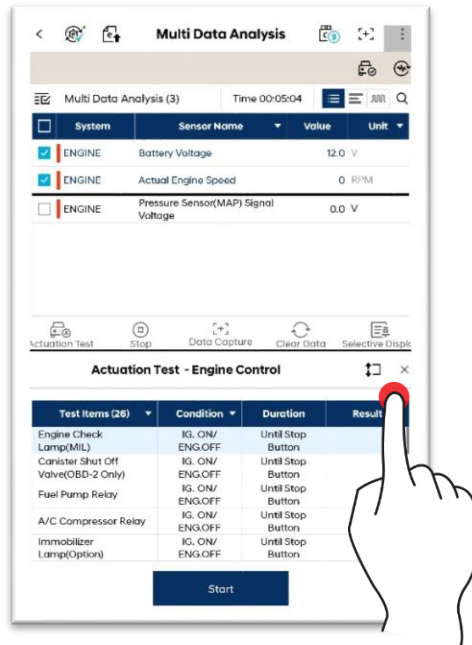 Multi Data Analysis
Multi Data Analysis (3) Time 00:05:04
System Sensor Name Value Unit
ENGINE Battery Voltage 12.0 V
ENGINE Actual Engine Speed 0 RPM
ENGINE Pressure Sensor(MAP) Signal Voltage 0.0 V
Actuation Test Stop Data Capture Clear Data Selective Displa
Actuation Test - Engine Control
Test Items (26) Condition Duration Result
Engine Check Lamp(MIL) IG. ON/ ENG.OFF Until Stop Button
Canister Shut Off Valve(OBD-2 Only) IG. ON/ ENG.OFF Until Stop Button
Fuel Pump Relay IG. ON/ ENG.OFF Until Stop Button
A/C Compressor Relay IG. ON/ ENG.OFF Until Stop Button
Immobilizer Lamp(Option) IG. ON/ ENG.OFF Until Stop Button
Start